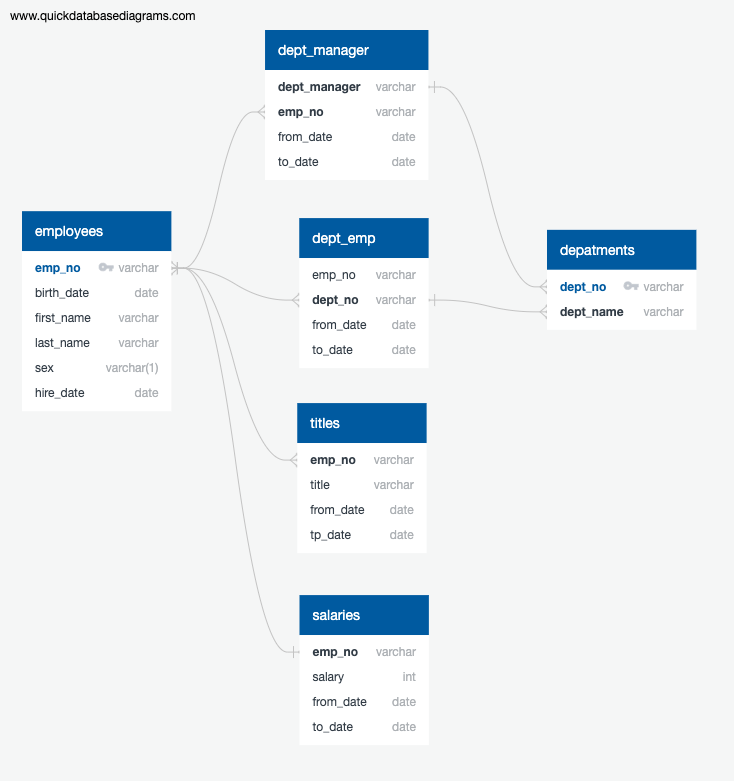 www.quickdatabasediagrams.com
dept_manager
dept_manager varchar
emp_no varchar
from_date date
to_date date
employees
emp_no varchar
birth_date date
first_name varchar
last_name varchar
sex varchar(1)
hire_date date
dept_emp
emp_no varchar
dept_no varchar
from_date date
to_date date
depatments
dept_no varchar
dept_name varchar
titles
emp_no varchar
title varchar
from_date date
tp_date date
salaries
emp_no varchar
salary int
from_date date
to_date date